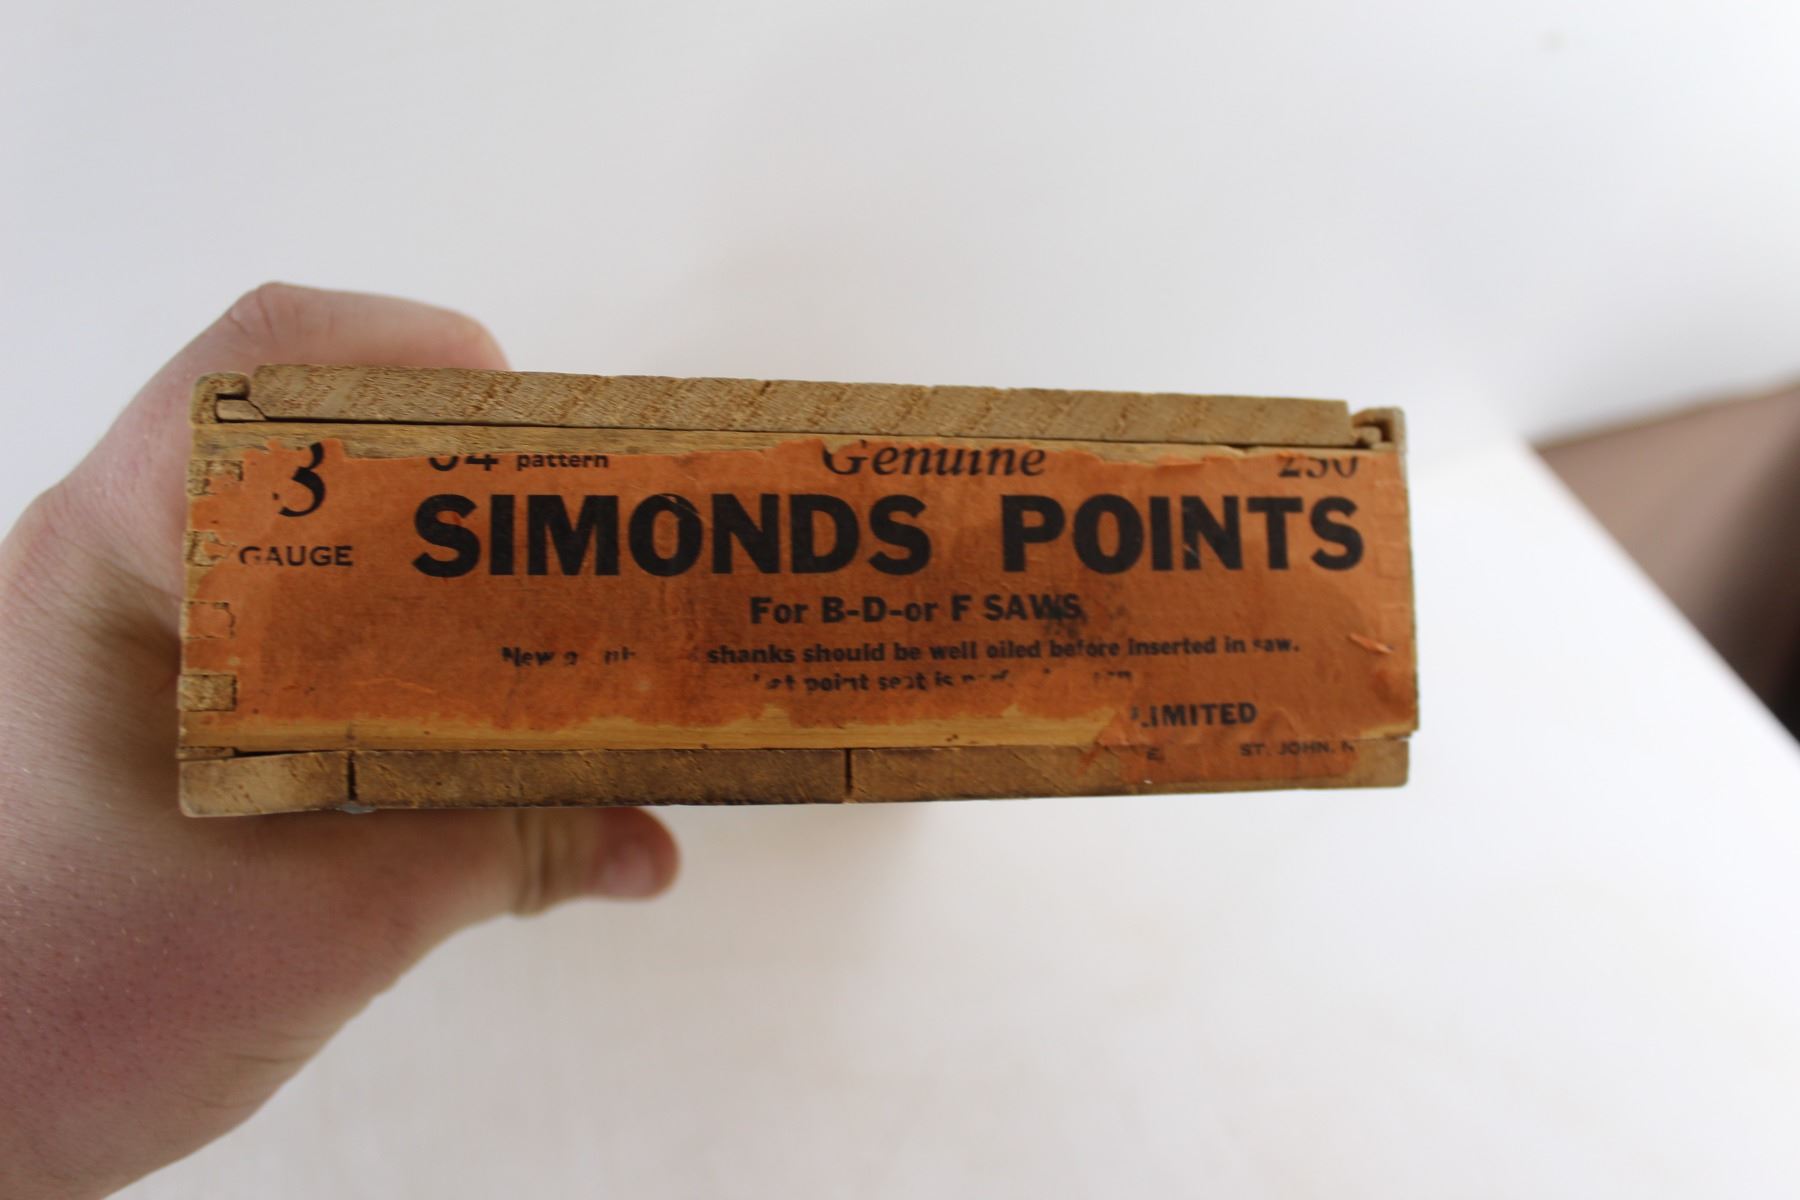 3 pattern Genuine 250
GAUGE SIMONDS POINTS
For B-D-or F SAWS
New shanks should be well oiled before inserted in saw.
point seat is
LIMITED
ST. JOHN, N